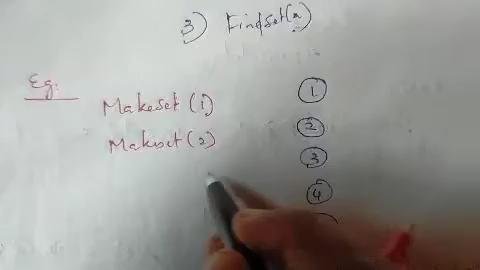 3) Findset(x)
Eg:
Makeset (1) 1
Makeset (2) 2
3
4